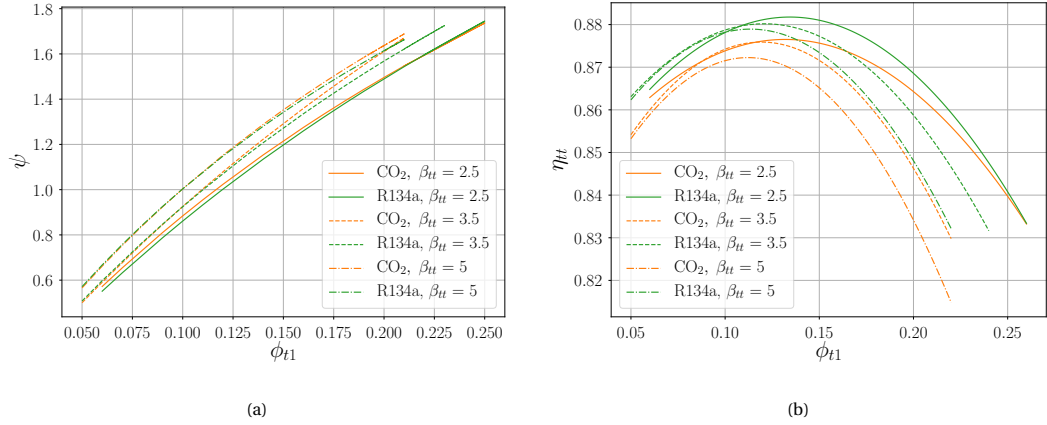 1.8
1.6
1.4
1.2
1.0
0.8
0.6
ψ
0.050 0.075 0.100 0.125 0.150 0.175 0.200 0.225 0.250
ϕt1
CO₂, βtt = 2.5
R134a, βtt = 2.5
CO₂, βtt = 3.5
R134a, βtt = 3.5
CO₂, βtt = 5
R134a, βtt = 5
(a)
0.88
0.87
0.86
0.85
0.84
0.83
0.82
ηtt
0.05 0.10 0.15 0.20 0.25
ϕt1
CO₂, βtt = 2.5
R134a, βtt = 2.5
CO₂, βtt = 3.5
R134a, βtt = 3.5
CO₂, βtt = 5
R134a, βtt = 5
(b)